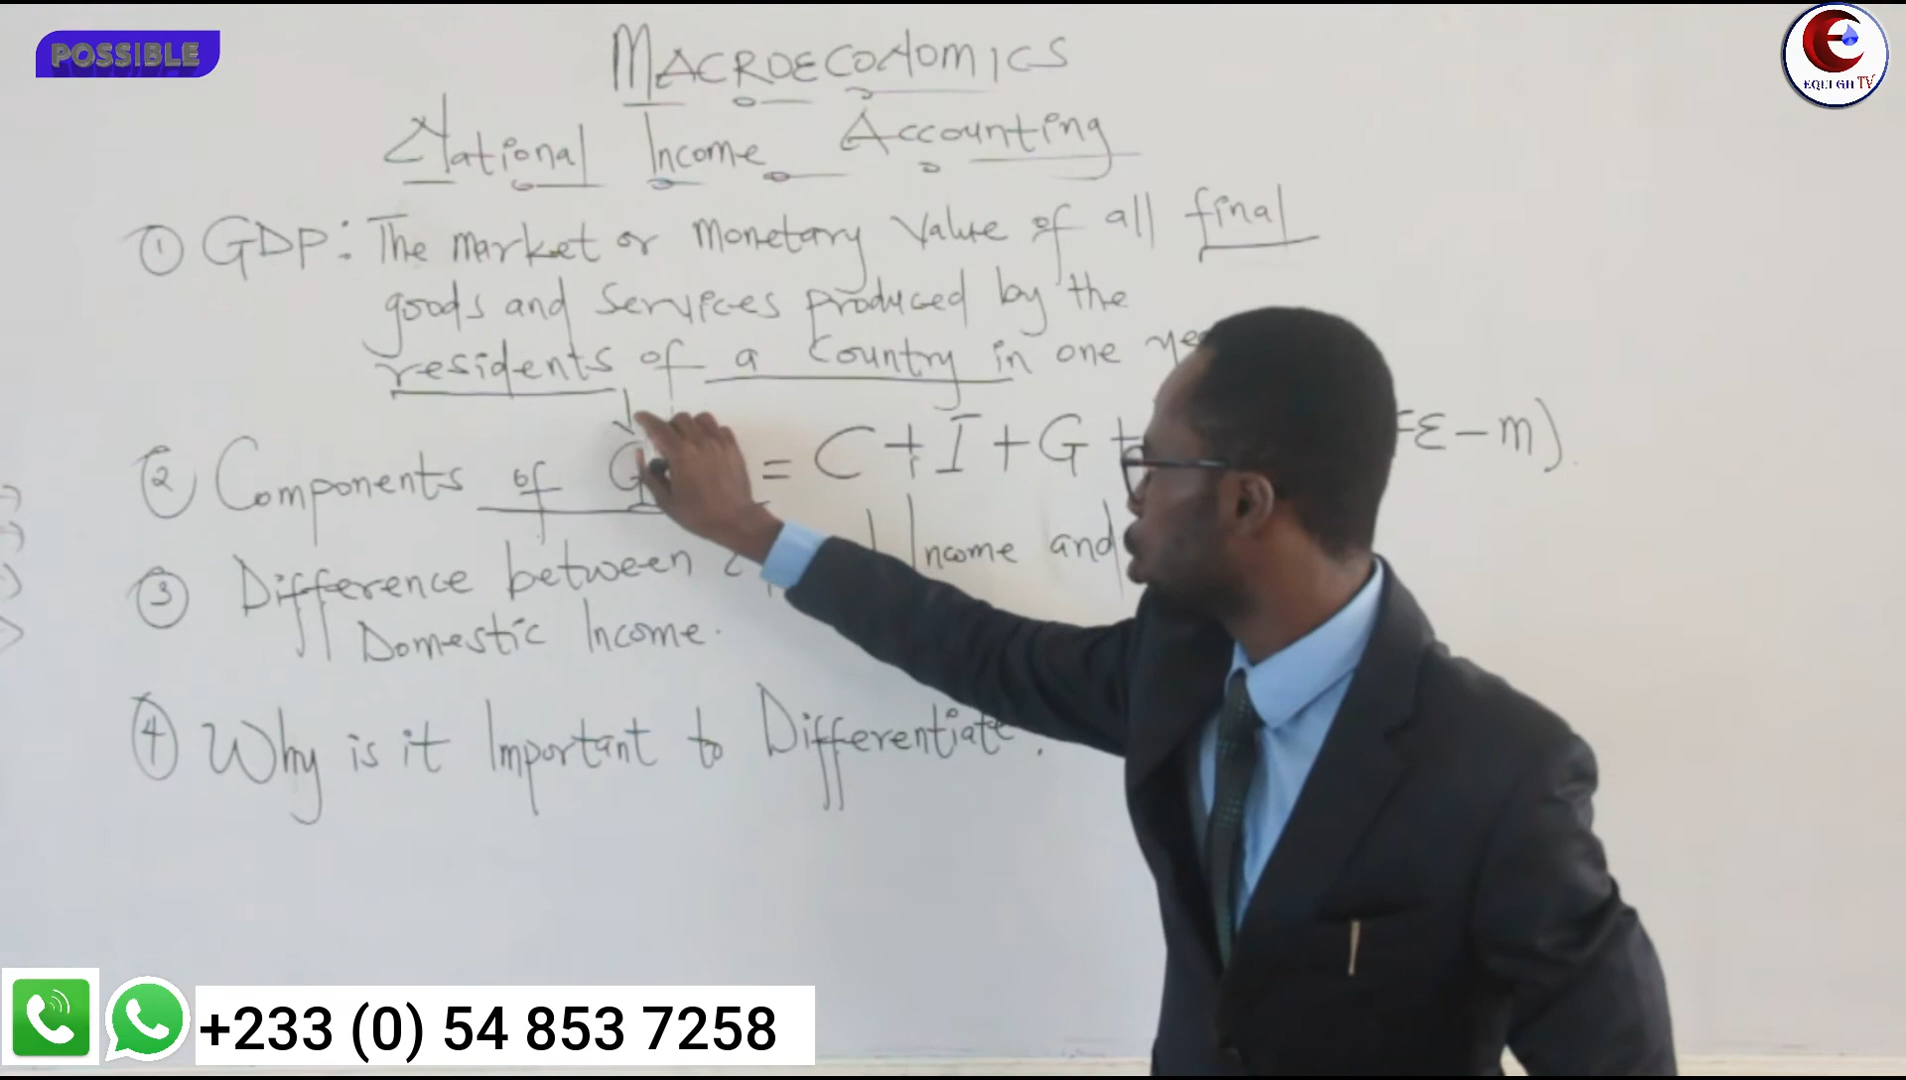 POSSIBLE
EQUI GH TV
MACROECONOMICS
National Income Accounting
① GDP: The market or monetary value of all final
goods and services produced by the
residents of a country in one
② Components of = C + I + G +
- M)
③ Difference between Income and
Domestic Income.
④ Why is it Important to Differentiate?
+233 (0) 54 853 7258